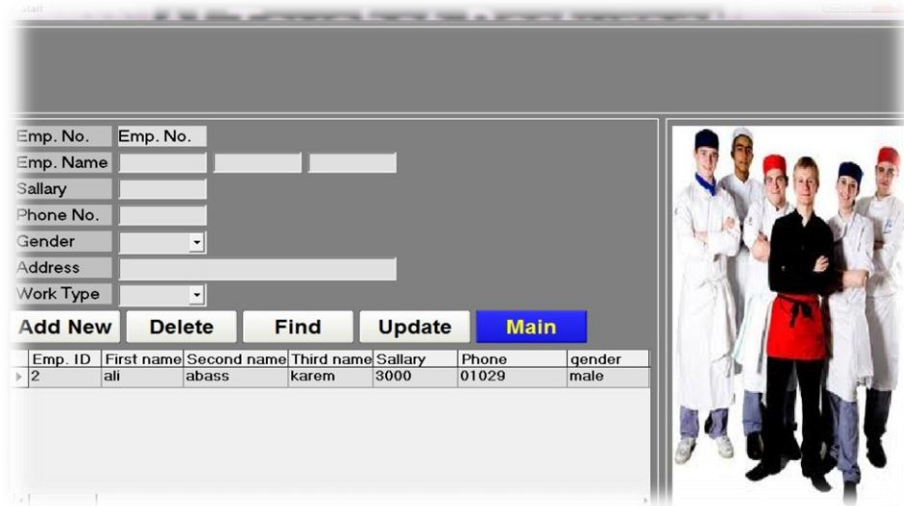 Emp. No. Emp. No.
Emp. Name
Sallary
Phone No.
Gender
Address
Work Type
Add New Delete Find Update Main
Emp. ID First name Second name Third name Sallary Phone gender
2 ali abass karem 3000 01029 male